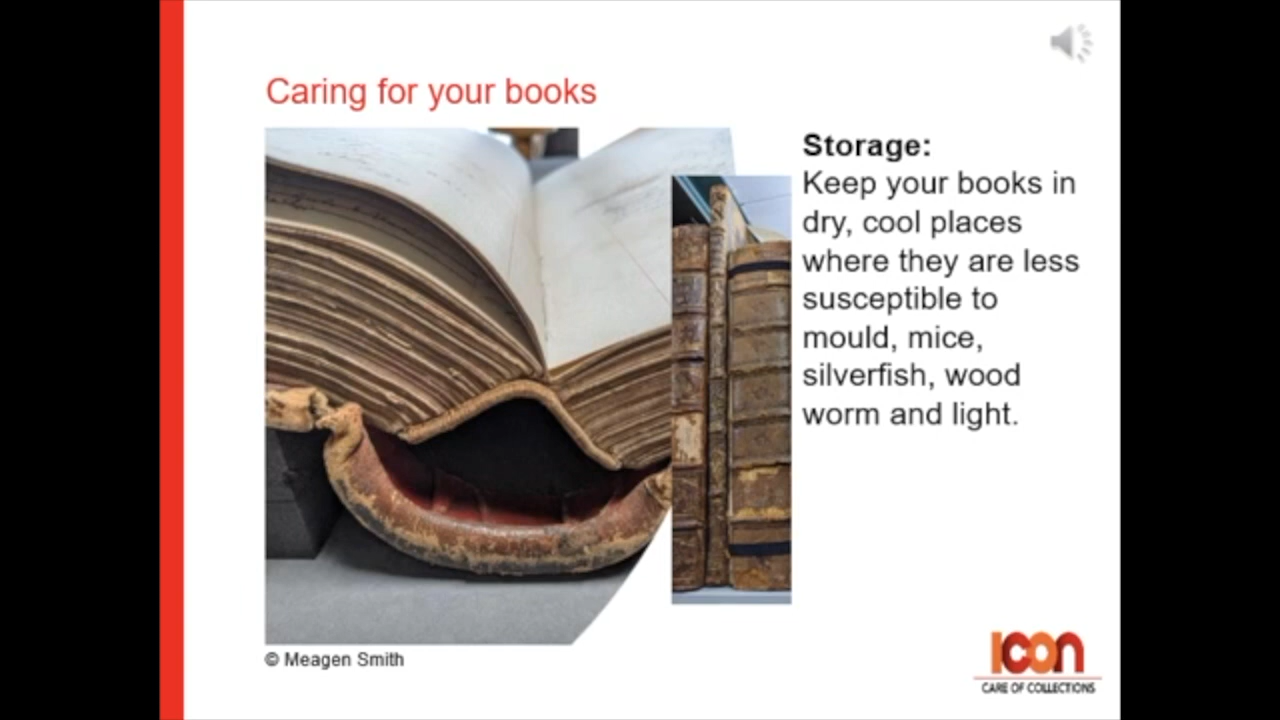 Caring for your books
Storage:
Keep your books in
dry, cool places
where they are less
susceptible to
mould, mice,
silverfish, wood
worm and light.
© Meagen Smith
Icon
CARE OF COLLECTIONS